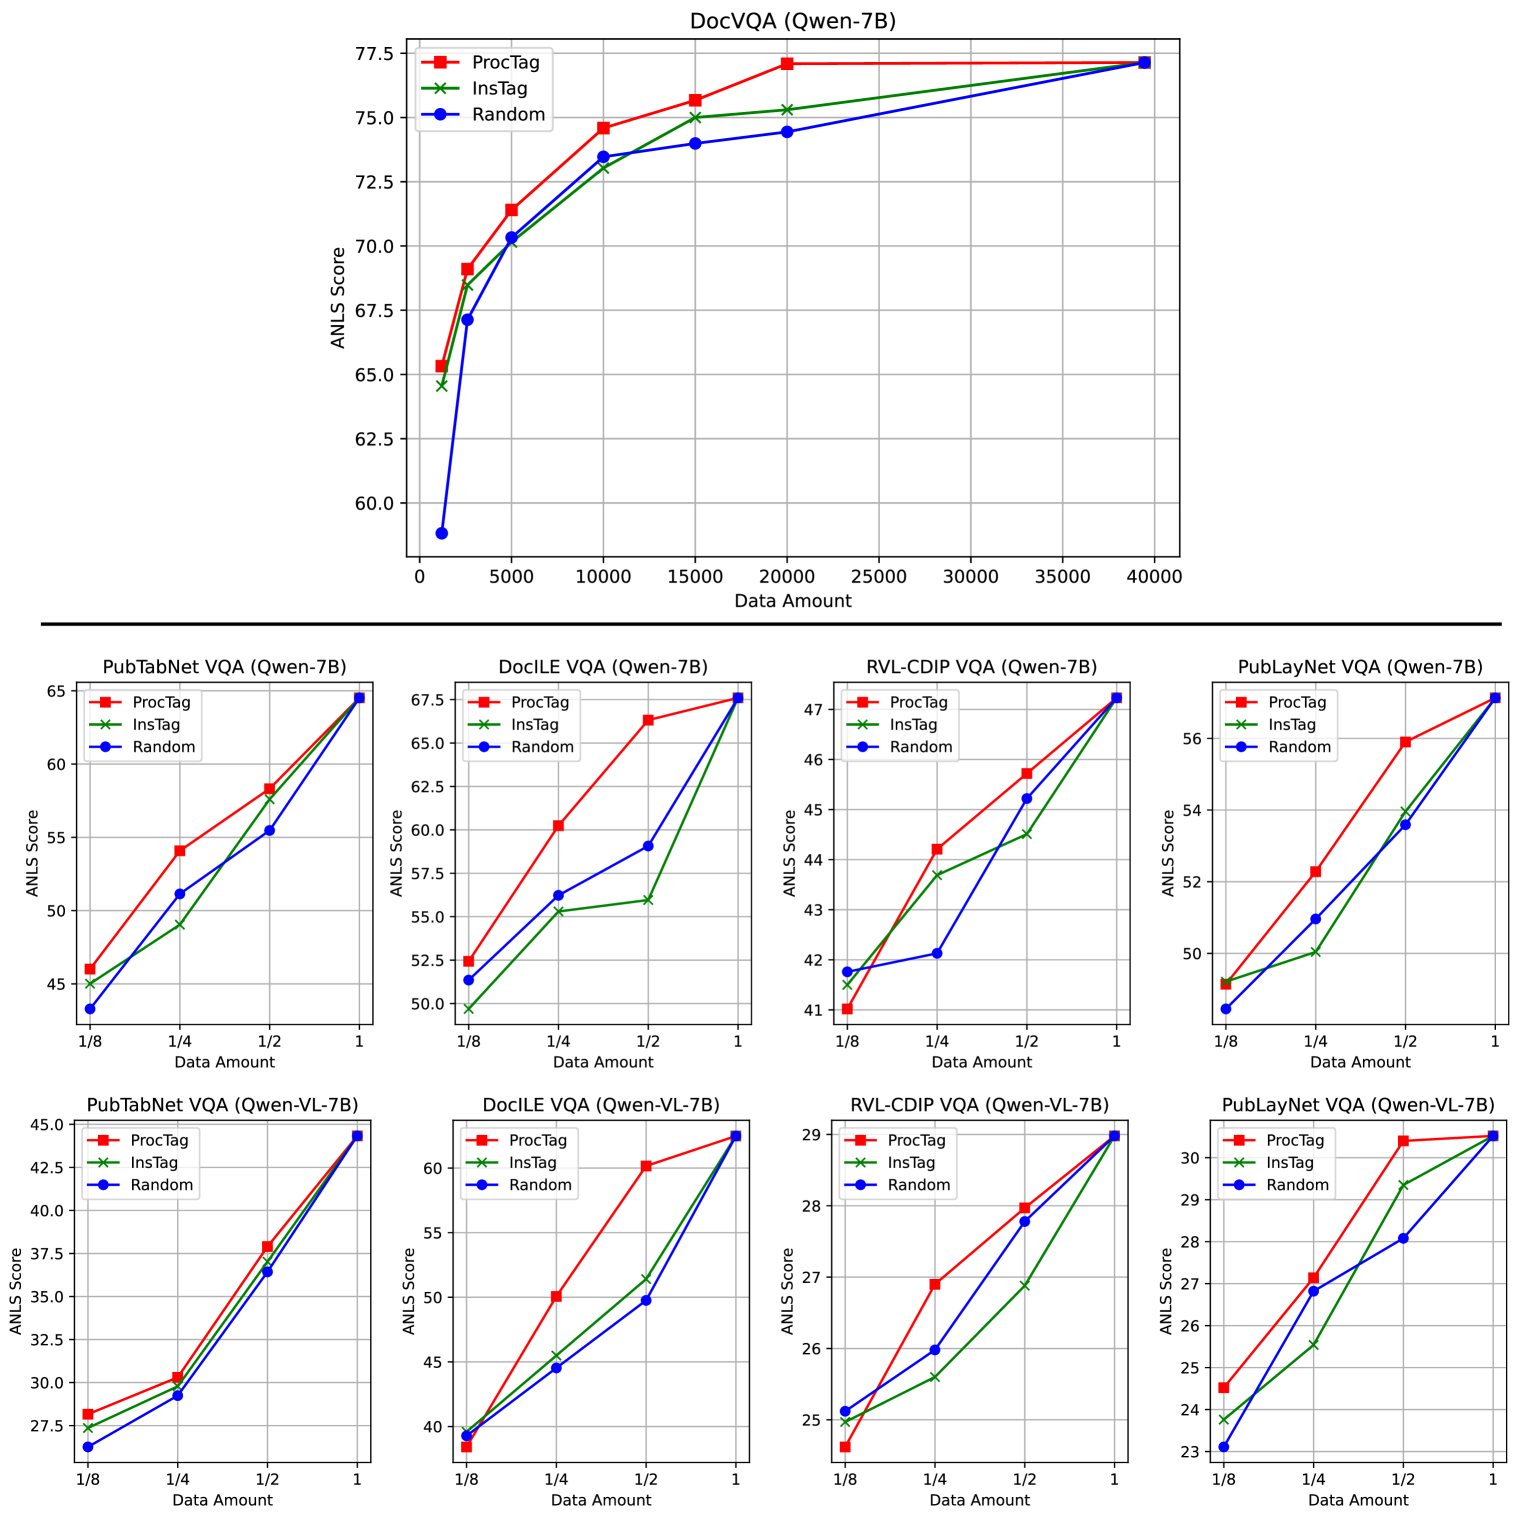 DocVQA (Qwen-7B)
ProcTag
InsTag
Random
77.5
75.0
72.5
70.0
67.5
65.0
62.5
60.0
ANLS Score
0 5000 10000 15000 20000 25000 30000 35000 40000
Data Amount
PubTabNet VQA (Qwen-7B)
ProcTag
InsTag
Random
65
60
55
50
45
ANLS Score
1/8 1/4 1/2 1
Data Amount
DocILE VQA (Qwen-7B)
ProcTag
InsTag
Random
67.5
65.0
62.5
60.0
57.5
55.0
52.5
50.0
ANLS Score
1/8 1/4 1/2 1
Data Amount
RVL-CDIP VQA (Qwen-7B)
ProcTag
InsTag
Random
47
46
45
44
43
42
41
ANLS Score
1/8 1/4 1/2 1
Data Amount
PubLayNet VQA (Qwen-7B)
ProcTag
InsTag
Random
56
54
52
50
ANLS Score
1/8 1/4 1/2 1
Data Amount
PubTabNet VQA (Qwen-VL-7B)
ProcTag
InsTag
Random
45.0
42.5
40.0
37.5
35.0
32.5
30.0
27.5
ANLS Score
1/8 1/4 1/2 1
Data Amount
DocILE VQA (Qwen-VL-7B)
ProcTag
InsTag
Random
60
55
50
45
40
ANLS Score
1/8 1/4 1/2 1
Data Amount
RVL-CDIP VQA (Qwen-VL-7B)
ProcTag
InsTag
Random
29
28
27
26
25
ANLS Score
1/8 1/4 1/2 1
Data Amount
PubLayNet VQA (Qwen-VL-7B)
ProcTag
InsTag
Random
30
29
28
27
26
25
24
23
ANLS Score
1/8 1/4 1/2 1
Data Amount